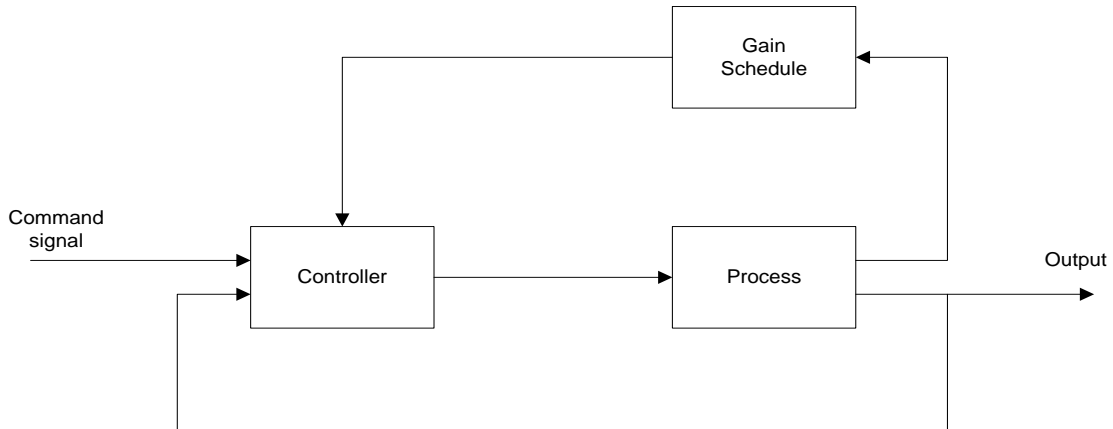 Gain
Schedule
Command
signal
Controller
Process
Output